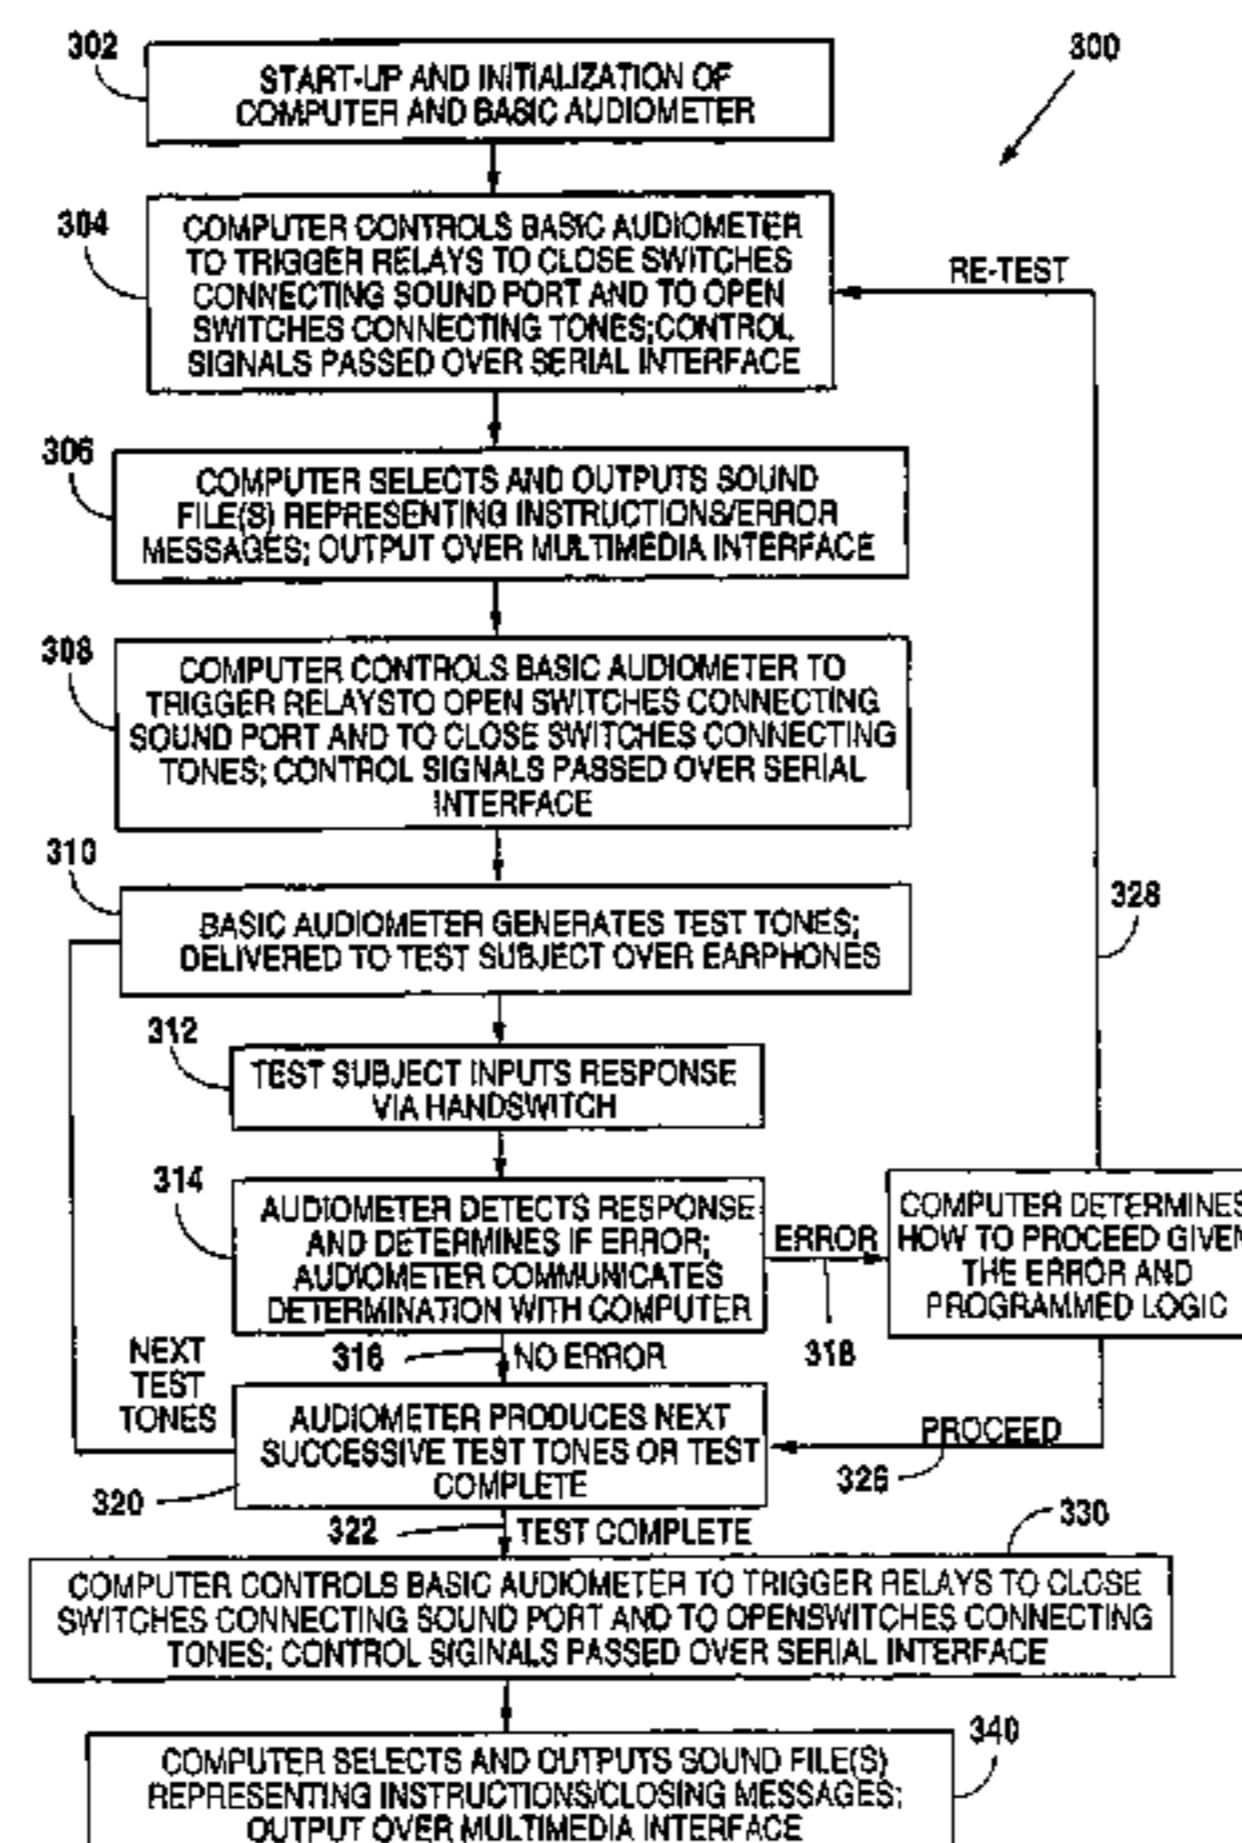 302
300
START-UP AND INITIALIZATION OF
COMPUTER AND BASIC AUDIOMETER
304
COMPUTER CONTROLS BASIC AUDIOMETER
TO TRIGGER RELAYS TO CLOSE SWITCHES
CONNECTING SOUND PORT AND TO OPEN
SWITCHES CONNECTING TONES;CONTROL
SIGNALS PASSED OVER SERIAL INTERFACE
RE-TEST
306
COMPUTER SELECTS AND OUTPUTS SOUND
FILE(S) REPRESENTING INSTRUCTIONS/ERROR
MESSAGES; OUTPUT OVER MULTIMEDIA INTERFACE
308
COMPUTER CONTROLS BASIC AUDIOMETER TO
TRIGGER RELAYSTO OPEN SWITCHES CONNECTING
SOUND PORT AND TO CLOSE SWITCHES CONNECTING
TONES; CONTROL SIGNALS PASSED OVER SERIAL
INTERFACE
310
BASIC AUDIOMETER GENERATES TEST TONES;
DELIVERED TO TEST SUBJECT OVER EARPHONES
328
312
TEST SUBJECT INPUTS RESPONSE
VIA HANDSWITCH
314
AUDIOMETER DETECTS RESPONSE
AND DETERMINES IF ERROR;
AUDIOMETER COMMUNICATES
DETERMINATION WITH COMPUTER
ERROR
318
COMPUTER DETERMINES
HOW TO PROCEED GIVEN
THE ERROR AND
PROGRAMMED LOGIC
316
NO ERROR
NEXT
TEST
TONES
AUDIOMETER PRODUCES NEXT
SUCCESSIVE TEST TONES OR TEST
COMPLETE
PROCEED
326
320
322
TEST COMPLETE
330
COMPUTER CONTROLS BASIC AUDIOMETER TO TRIGGER RELAYS TO CLOSE
SWITCHES CONNECTING SOUND PORT AND TO OPENSWITCHES CONNECTING
TONES; CONTROL SIGINALS PASSED OVER SERIAL INTERFACE
340
COMPUTER SELECTS AND OUTPUTS SOUND FILE(S)
REPRESENTING INSTRUCTIONS/CLOSING MESSAGES;
OUTPUT OVER MULTIMEDIA INTERFACE